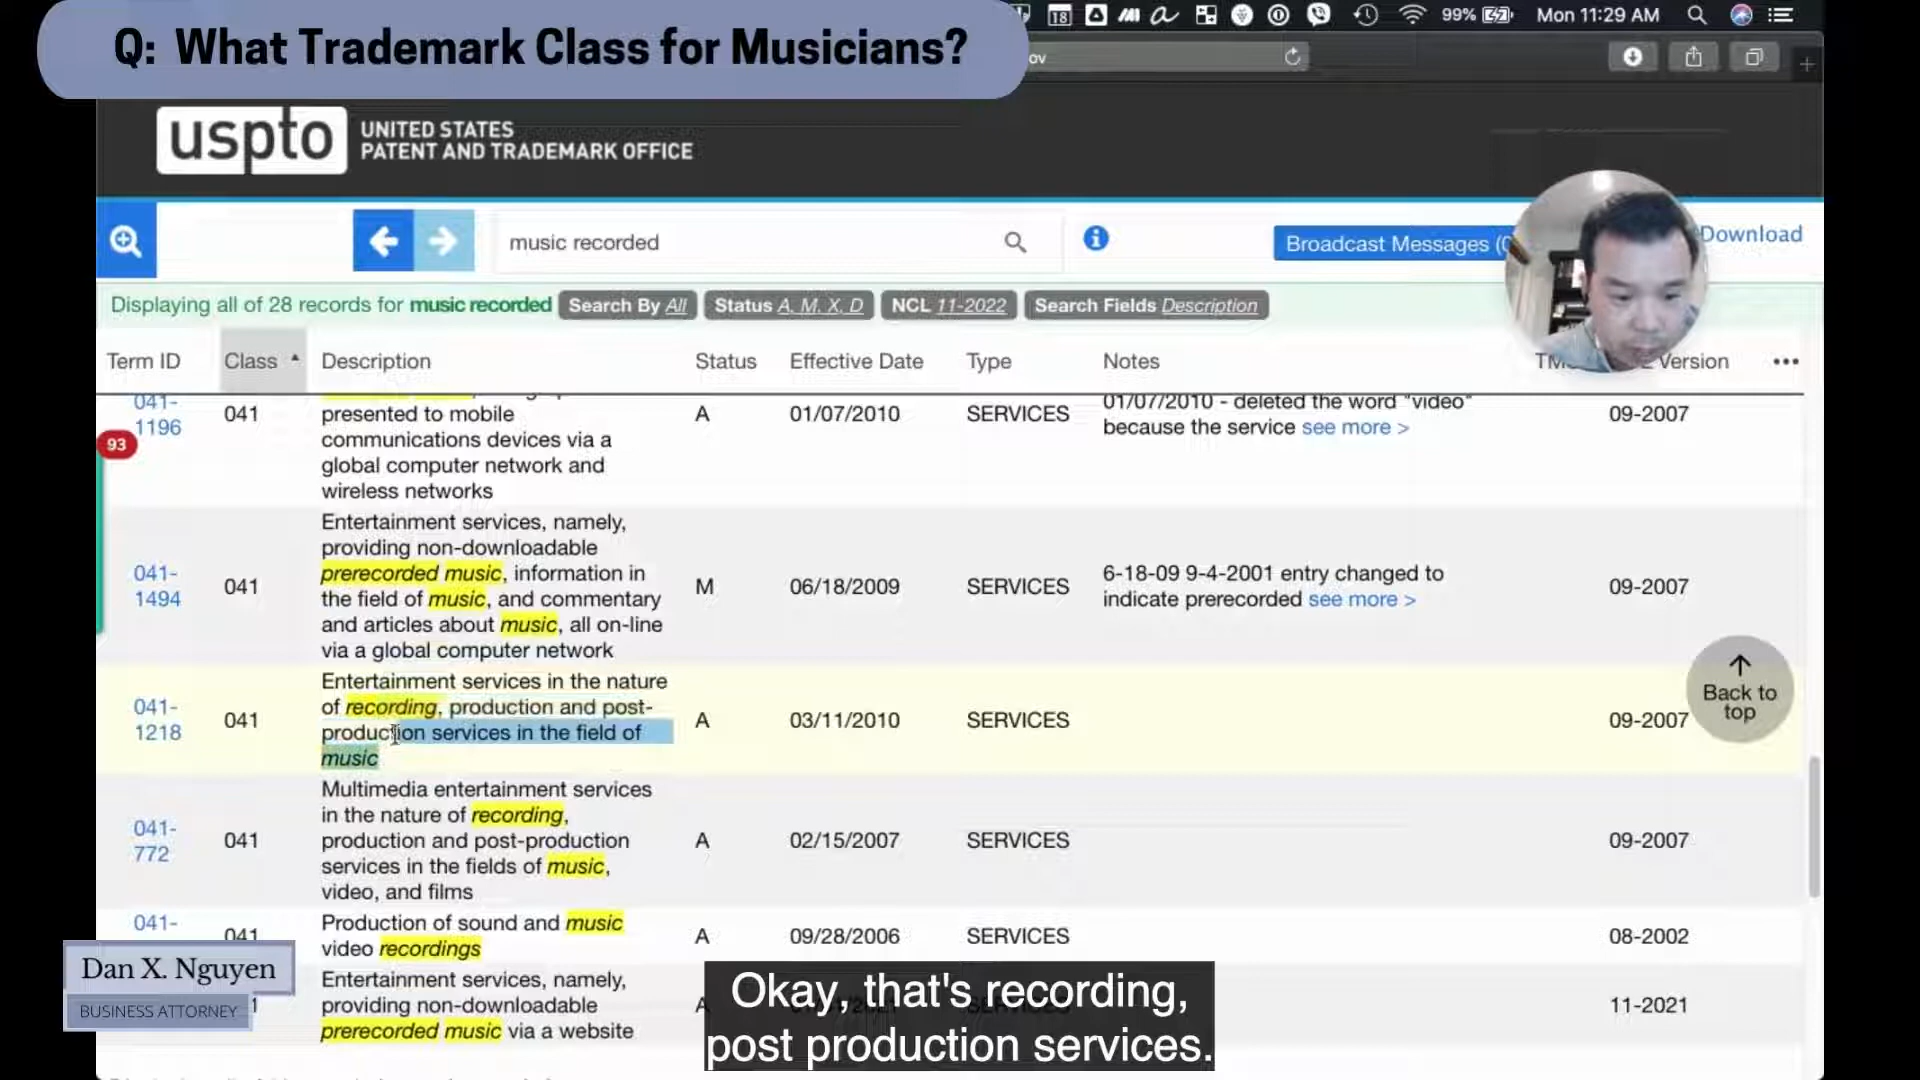 Q: What Trademark Class for Musicians?
18
99%
Mon 11:29 AM
ov
uspto
UNITED STATES
PATENT AND TRADEMARK OFFICE
music recorded
Broadcast Messages (0
Download
Displaying all of 28 records for music recorded
Search By All
Status A, M, X, D
NCL 11-2022
Search Fields Description
Term ID
Class
Description
Status
Effective Date
Type
Notes
Version
041-
1196
93
041
presented to mobile
communications devices via a
global computer network and
wireless networks
A
01/07/2010
SERVICES
01/07/2010 - deleted the word "video"
because the service see more >
09-2007
041-
1494
041
Entertainment services, namely,
providing non-downloadable
prerecorded music, information in
the field of music, and commentary
and articles about music, all on-line
via a global computer network
M
06/18/2009
SERVICES
6-18-09 9-4-2001 entry changed to
indicate prerecorded see more >
09-2007
041-
1218
041
Entertainment services in the nature
of recording, production and post-
production services in the field of
music
A
03/11/2010
SERVICES
09-2007
Back to
top
041-
772
041
Multimedia entertainment services
in the nature of recording,
production and post-production
services in the fields of music,
video, and films
A
02/15/2007
SERVICES
09-2007
041-
041
Production of sound and music
video recordings
A
09/28/2006
SERVICES
08-2002
Entertainment services, namely,
providing non-downloadable
prerecorded music via a website
11-2021
Dan X. Nguyen
BUSINESS ATTORNEY
Okay, that's recording,
post production services.